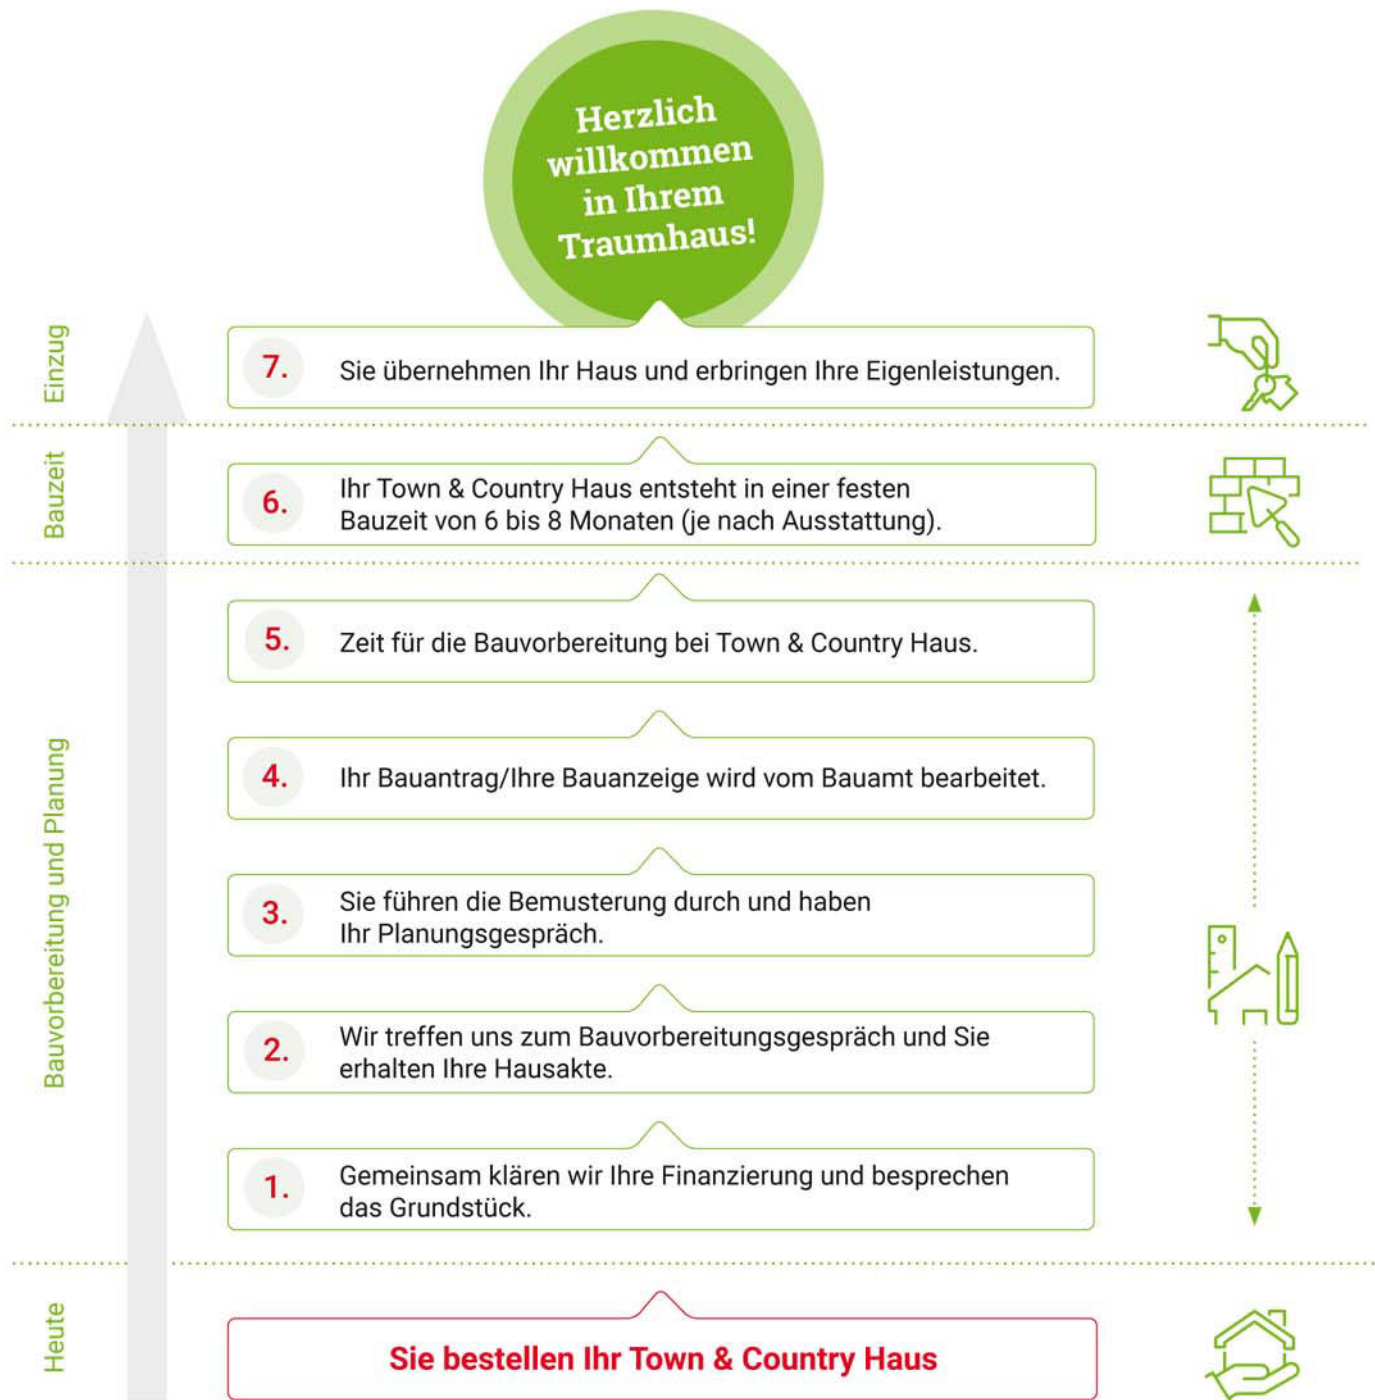 Herzlich
willkommen
in Ihrem
Traumhaus!
Einzug
7.
Sie übernehmen Ihr Haus und erbringen Ihre Eigenleistungen.
Bauzeit
6.
Ihr Town & Country Haus entsteht in einer festen
Bauzeit von 6 bis 8 Monaten (je nach Ausstattung).
Bauvorbereitung und Planung
5.
Zeit für die Bauvorbereitung bei Town & Country Haus.
4.
Ihr Bauantrag/Ihre Bauanzeige wird vom Bauamt bearbeitet.
3.
Sie führen die Bemusterung durch und haben
Ihr Planungsgespräch.
2.
Wir treffen uns zum Bauvorbereitungsgespräch und Sie
erhalten Ihre Hausakte.
1.
Gemeinsam klären wir Ihre Finanzierung und besprechen
das Grundstück.
Heute
Sie bestellen Ihr Town & Country Haus